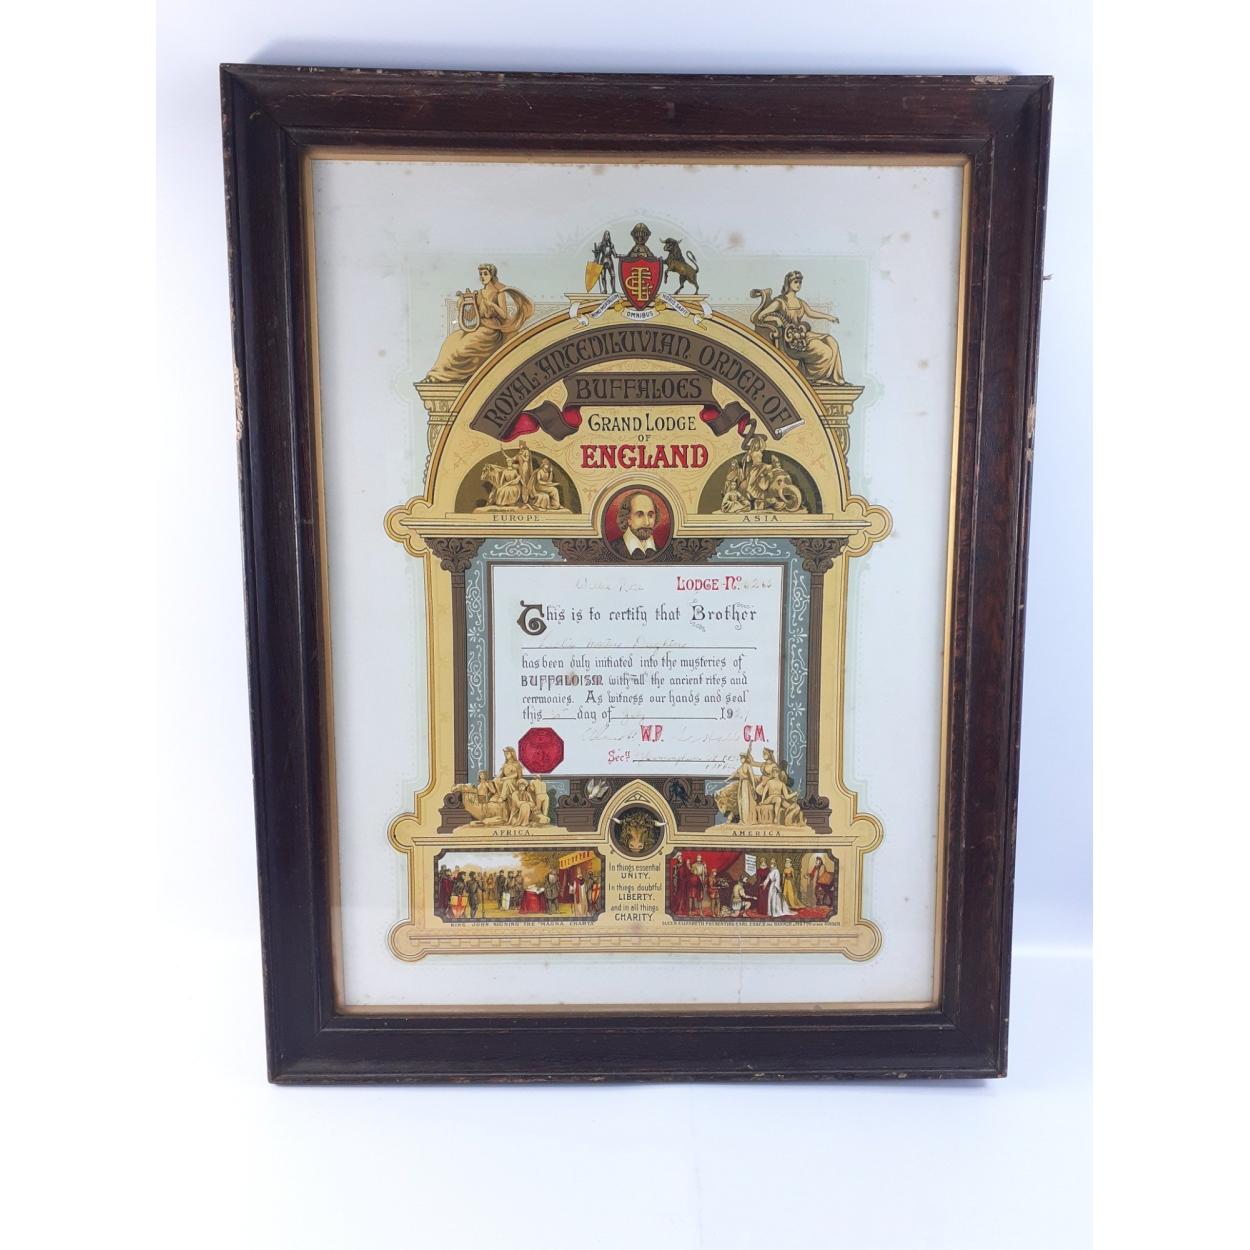 OMNIBUS
ROYAL·ANTEDILUVIAN ORDER·OF
BUFFALOES
GRAND LODGE
OF
ENGLAND
EUROPE
ASIA
LODGE·No.
This is to certify that Brother
has been duly initiated into the mysteries of
BUFFALOISM with all the ancient rites and
ceremonies. As witness our hands and seal
this day of 19
W.P. G.M.
Secy.
AFRICA.
AMERICA
In things essential
UNITY.
In things doubtful
LIBERTY.
and in all things
CHARITY.
KING JOHN SIGNING THE "MAGNA CHARTA"